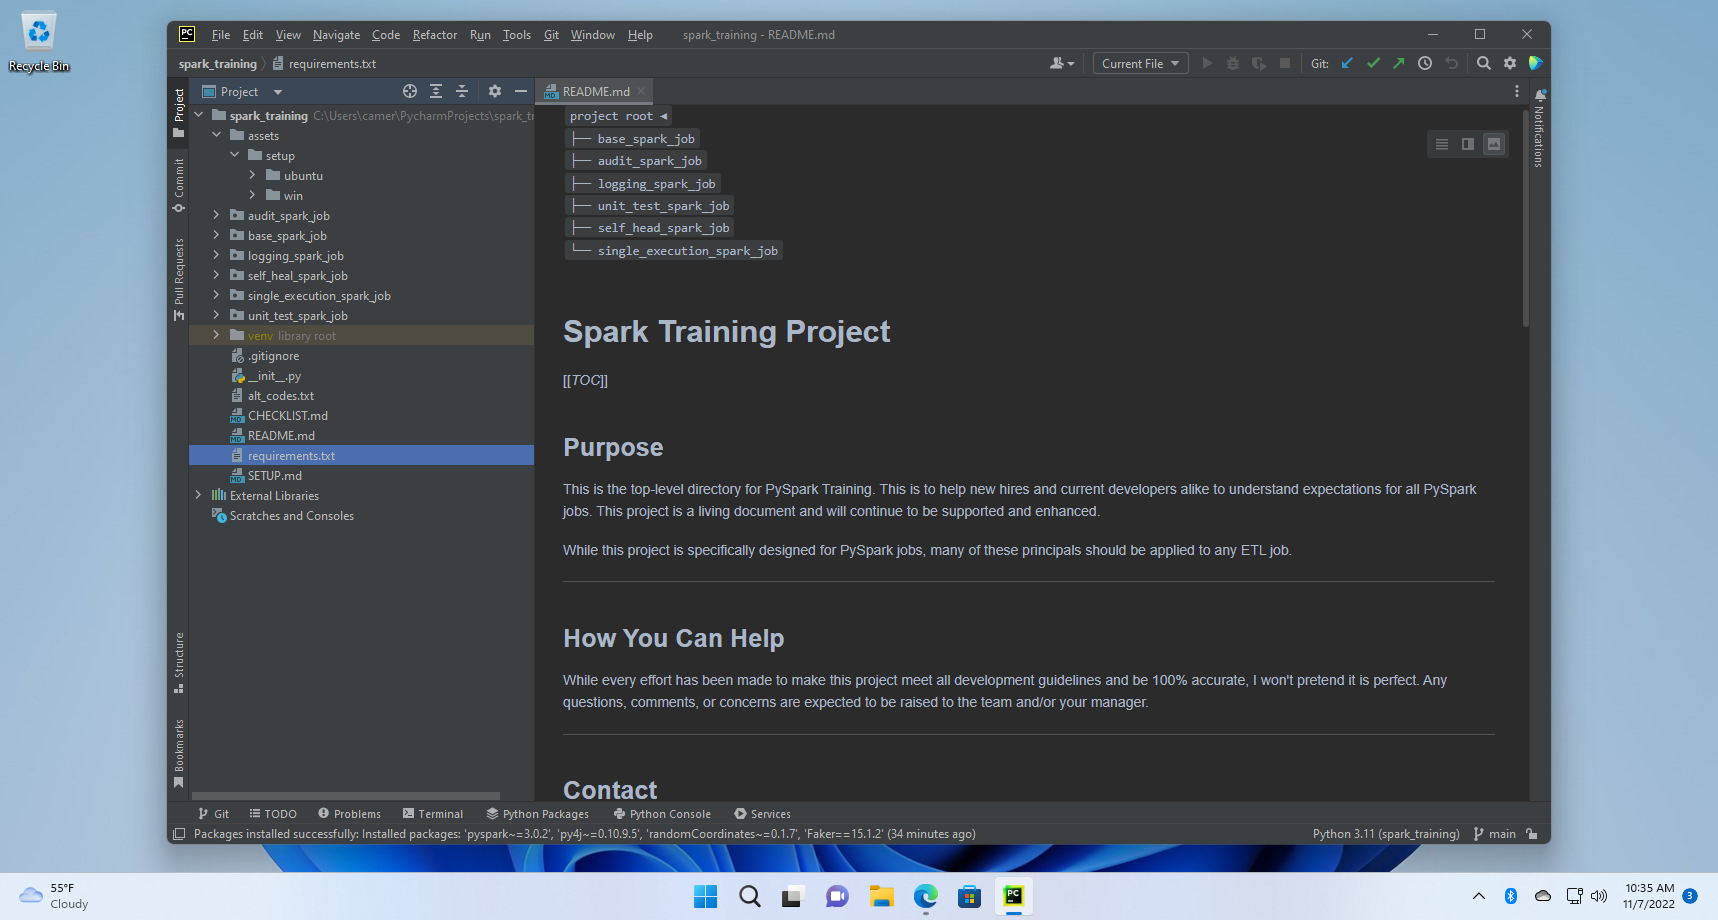 Recycle Bin
PC File Edit View Navigate Code Refactor Run Tools Git Window Help spark_training - README.md
spark_training requirements.txt Current File Git:
Project
Project
README.md
Notifications
spark_training C:\Users\camer\PycharmProjects\spark_tr
assets
setup
ubuntu
win
audit_spark_job
base_spark_job
logging_spark_job
self_heal_spark_job
single_execution_spark_job
unit_test_spark_job
venv library root
.gitignore
__init__.py
alt_codes.txt
CHECKLIST.md
README.md
requirements.txt
SETUP.md
External Libraries
Scratches and Consoles
Commit
Pull Requests
Structure
Bookmarks
project root ◄
├── base_spark_job
├── audit_spark_job
├── logging_spark_job
├── unit_test_spark_job
├── self_head_spark_job
└── single_execution_spark_job
Spark Training Project
[[TOC]]
Purpose
This is the top-level directory for PySpark Training. This is to help new hires and current developers alike to understand expectations for all PySpark
jobs. This project is a living document and will continue to be supported and enhanced.
While this project is specifically designed for PySpark jobs, many of these principals should be applied to any ETL job.
How You Can Help
While every effort has been made to make this project meet all development guidelines and be 100% accurate, I won't pretend it is perfect. Any
questions, comments, or concerns are expected to be raised to the team and/or your manager.
Contact
Git TODO Problems Terminal Python Packages Python Console Services
Packages installed successfully: Installed packages: 'pyspark~=3.0.2', 'py4j~=0.10.9.5', 'randomCoordinates~=0.1.7', 'Faker==15.1.2' (34 minutes ago) Python 3.11 (spark_training) main
55°F
Cloudy
PC
10:35 AM
11/7/2022
3